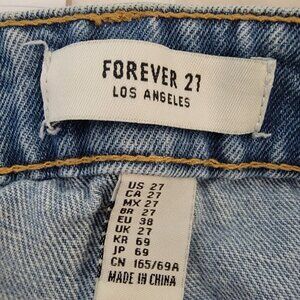 FOREVER 21
LOS ANGELES
US 27
CA 27
MX 27
BR 27
EU 38
UK 27
KR 69
JP 69
CN 165/69A
MADE IN CHINA